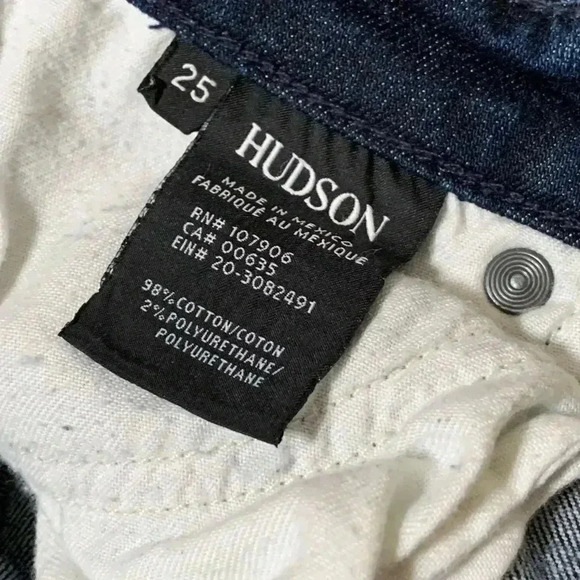 25
HUDSON
MADE IN MEXICO
FABRIQUÉ AU MÉXIQUE
RN# 107906
CA# 00635
EIN# 20-3082491
98% COTTON/COTON
2% POLYURETHANE/
POLYURETHANE